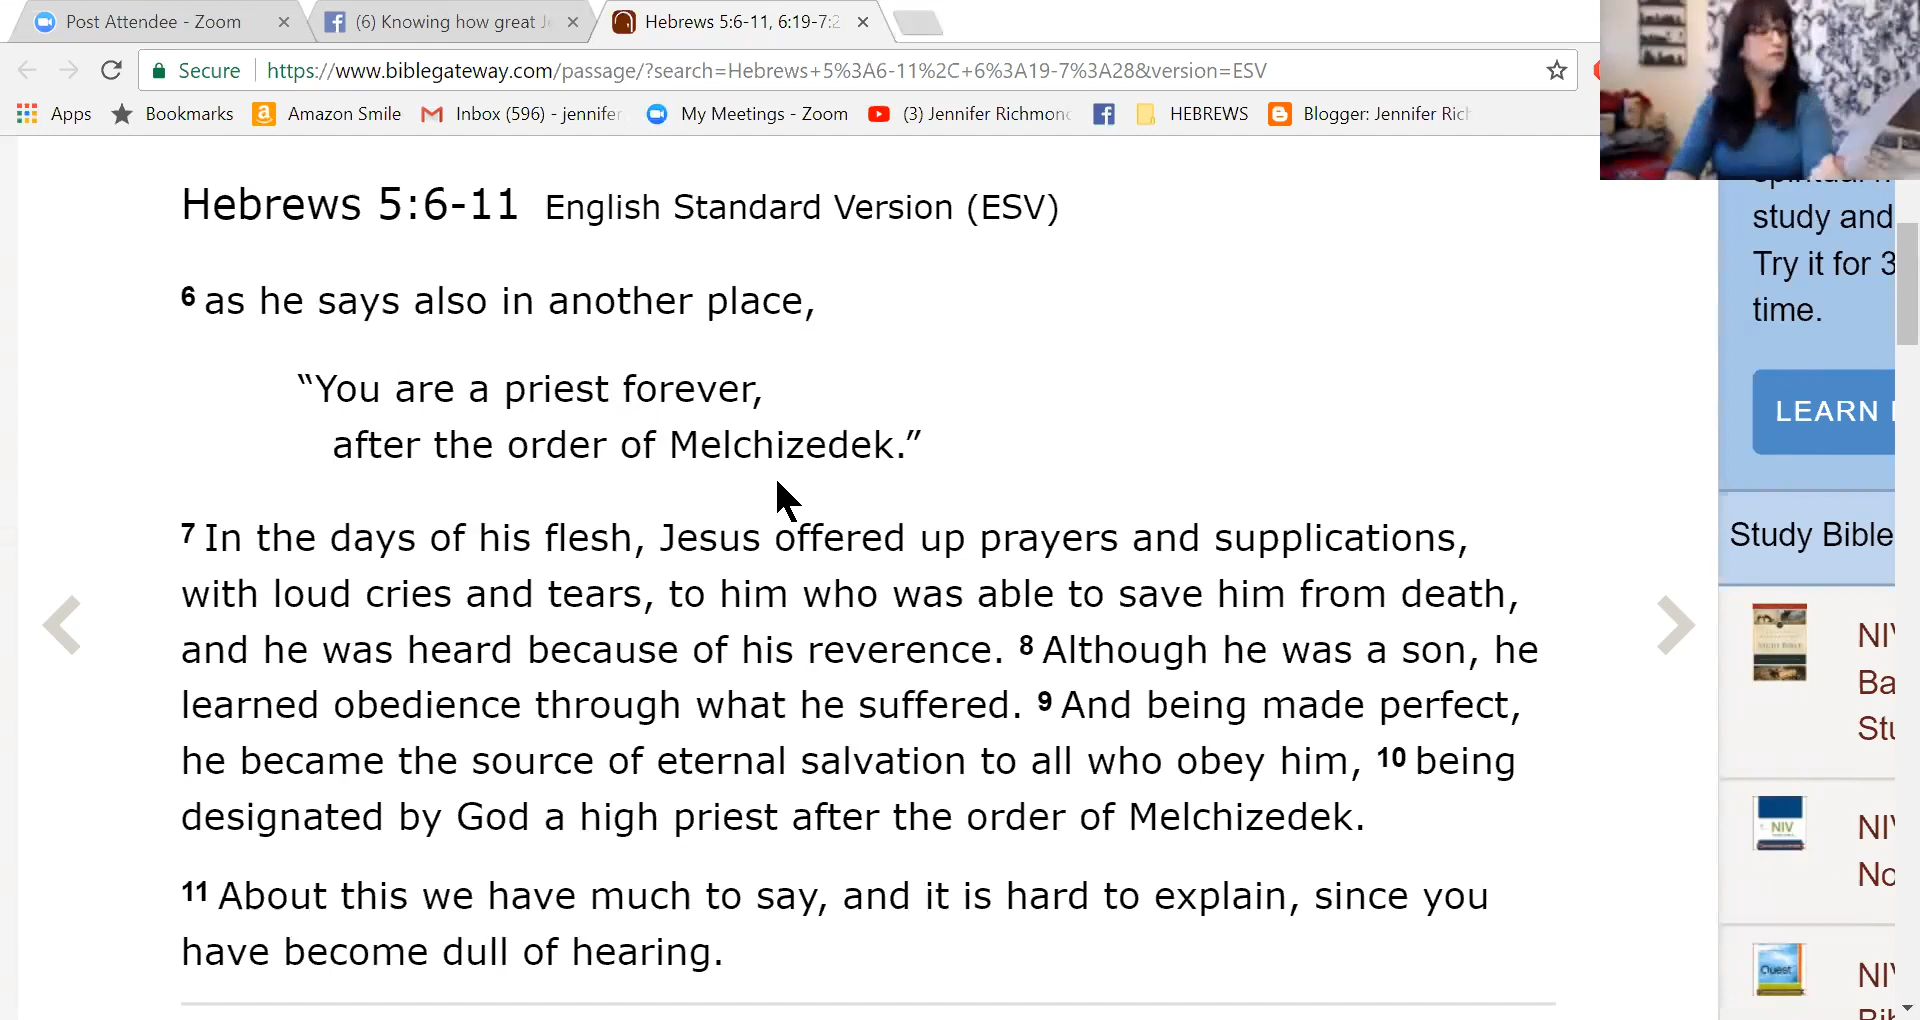 Post Attendee - Zoom
(6) Knowing how great Je
Hebrews 5:6-11, 6:19-7:2
Secure
https://www.biblegateway.com/passage/?search=Hebrews+5%3A6-11%2C+6%3A19-7%3A28&version=ESV
Apps
Bookmarks
Amazon Smile
Inbox (596) - jennifer
My Meetings - Zoom
(3) Jennifer Richmond
HEBREWS
Blogger: Jennifer Rich
Hebrews 5:6-11 English Standard Version (ESV)
6 as he says also in another place,
“You are a priest forever,
after the order of Melchizedek.”
7 In the days of his flesh, Jesus offered up prayers and supplications,
with loud cries and tears, to him who was able to save him from death,
and he was heard because of his reverence. 8 Although he was a son, he
learned obedience through what he suffered. 9 And being made perfect,
he became the source of eternal salvation to all who obey him, 10 being
designated by God a high priest after the order of Melchizedek.
11 About this we have much to say, and it is hard to explain, since you
have become dull of hearing.
study and
Try it for 3
time.
LEARN
Study Bible
NIV
Ba
Stu
NIV
NIV
No
Quest
NIV